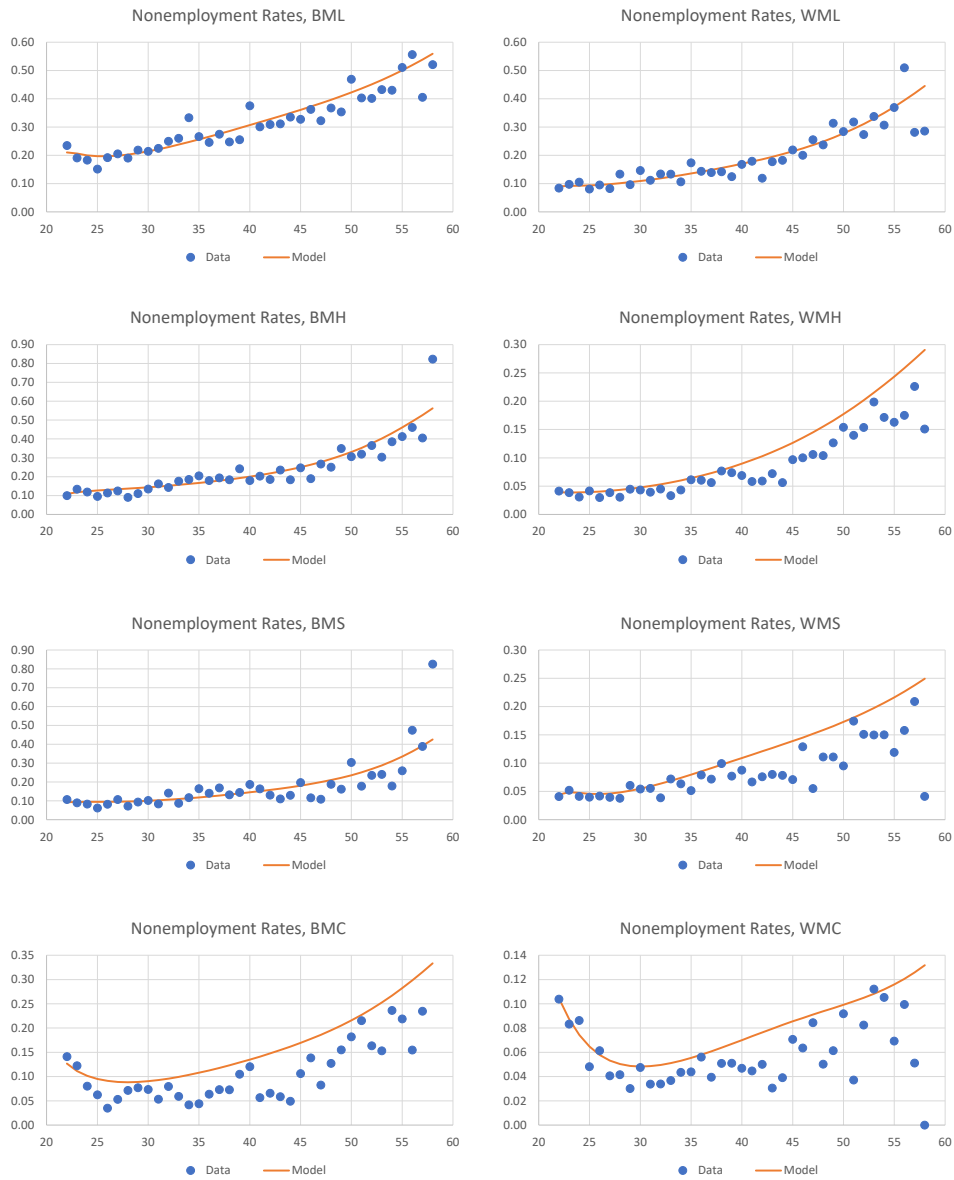 Nonemployment Rates, BML
0.60
0.50
0.40
0.30
0.20
0.10
0.00
20 25 30 35 40 45 50 55 60
Data Model
Nonemployment Rates, WML
0.60
0.50
0.40
0.30
0.20
0.10
0.00
20 25 30 35 40 45 50 55 60
Data Model
Nonemployment Rates, BMH
0.90
0.80
0.70
0.60
0.50
0.40
0.30
0.20
0.10
0.00
20 25 30 35 40 45 50 55 60
Data Model
Nonemployment Rates, WMH
0.30
0.25
0.20
0.15
0.10
0.05
0.00
20 25 30 35 40 45 50 55 60
Data Model
Nonemployment Rates, BMS
0.90
0.80
0.70
0.60
0.50
0.40
0.30
0.20
0.10
0.00
20 25 30 35 40 45 50 55 60
Data Model
Nonemployment Rates, WMS
0.30
0.25
0.20
0.15
0.10
0.05
0.00
20 25 30 35 40 45 50 55 60
Data Model
Nonemployment Rates, BMC
0.35
0.30
0.25
0.20
0.15
0.10
0.05
0.00
20 25 30 35 40 45 50 55 60
Data Model
Nonemployment Rates, WMC
0.14
0.12
0.10
0.08
0.06
0.04
0.02
0.00
20 25 30 35 40 45 50 55 60
Data Model